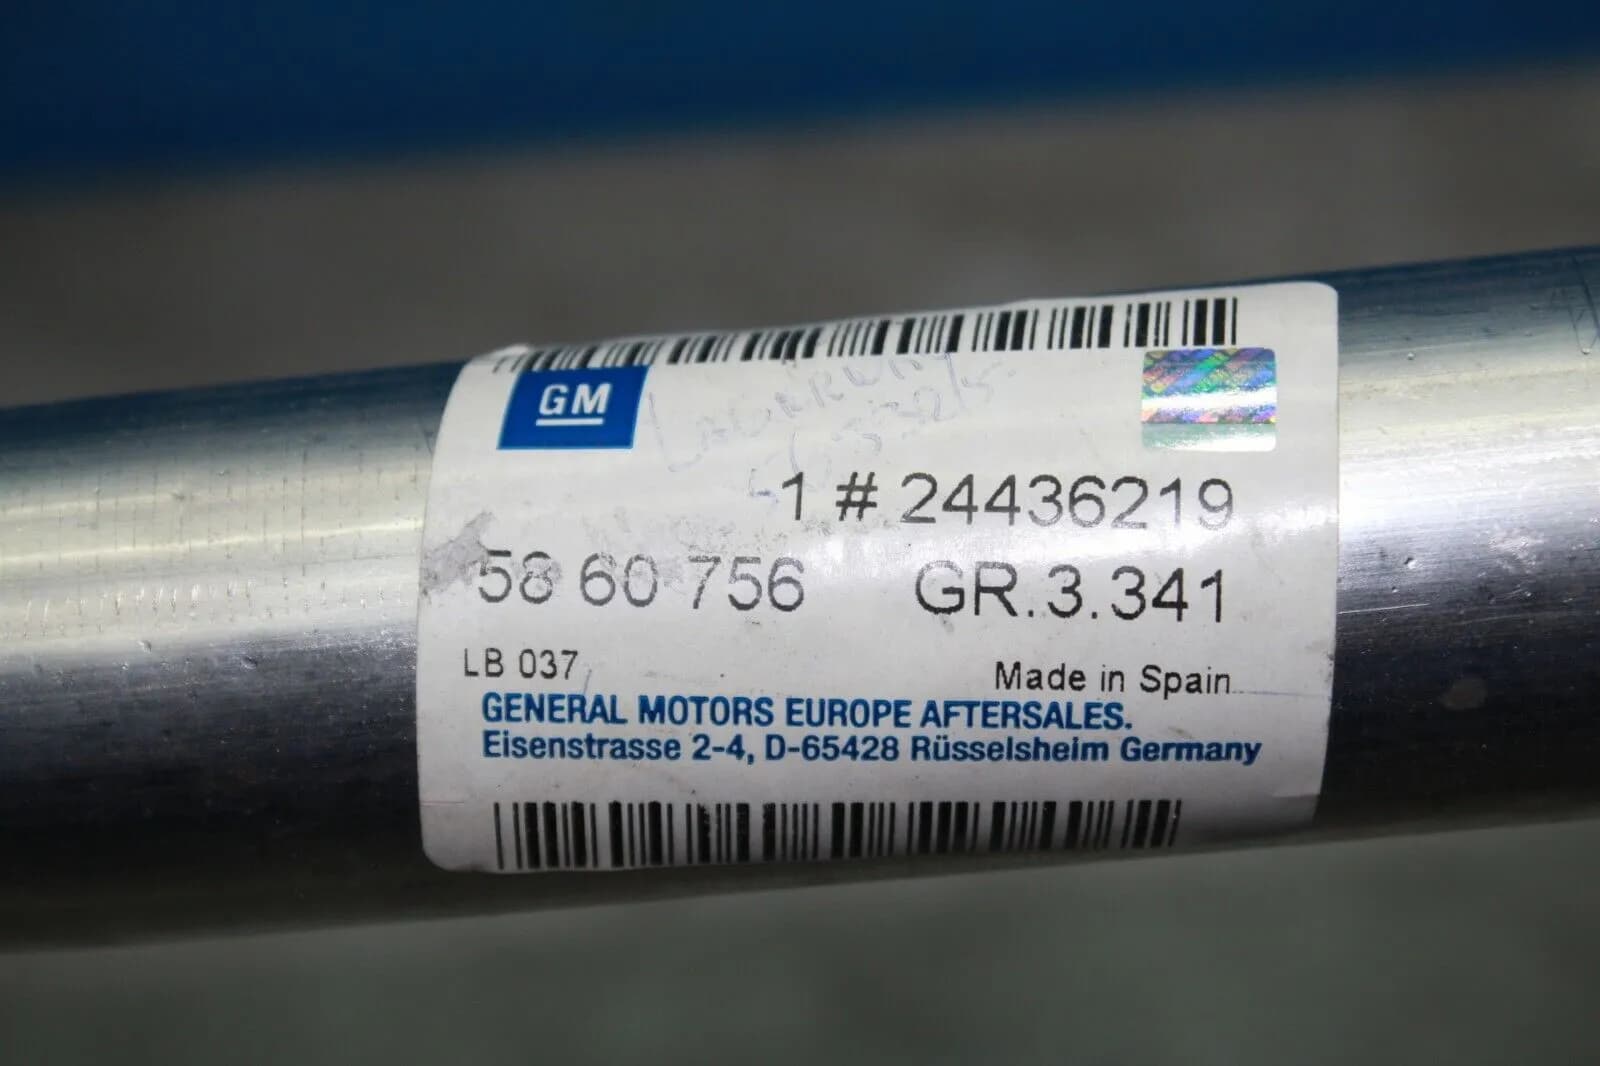 GM
1 # 24436219
58 60 756 GR.3.341
LB 037 Made in Spain
GENERAL MOTORS EUROPE AFTERSALES.
Eisenstrasse 2-4, D-65428 Rüsselsheim Germany